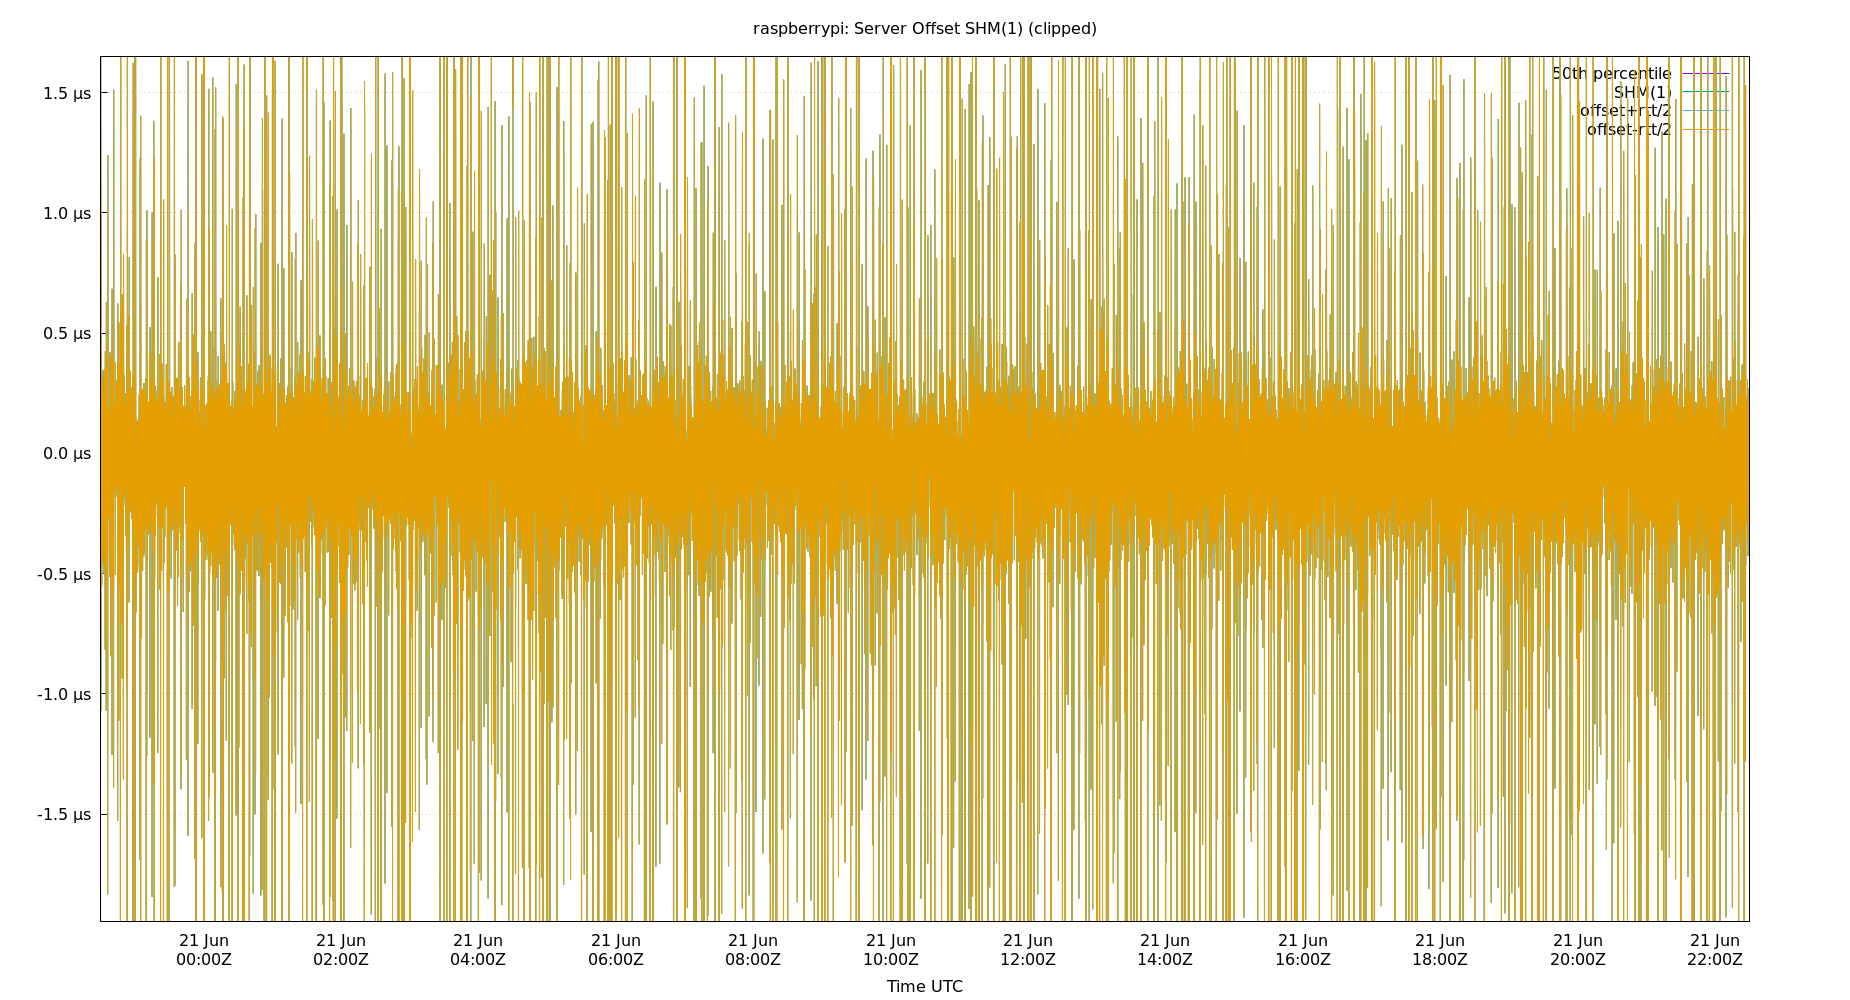 raspberrypi: Server Offset SHM(1) (clipped)
50th percentile
SHM(1)
offset+rtt/2
offset-rtt/2
1.5 µs
1.0 µs
0.5 µs
0.0 µs
-0.5 µs
-1.0 µs
-1.5 µs
21 Jun 21 Jun 21 Jun 21 Jun 21 Jun 21 Jun 21 Jun 21 Jun 21 Jun 21 Jun 21 Jun 21 Jun
00:00Z 02:00Z 04:00Z 06:00Z 08:00Z 10:00Z 12:00Z 14:00Z 16:00Z 18:00Z 20:00Z 22:00Z
Time UTC